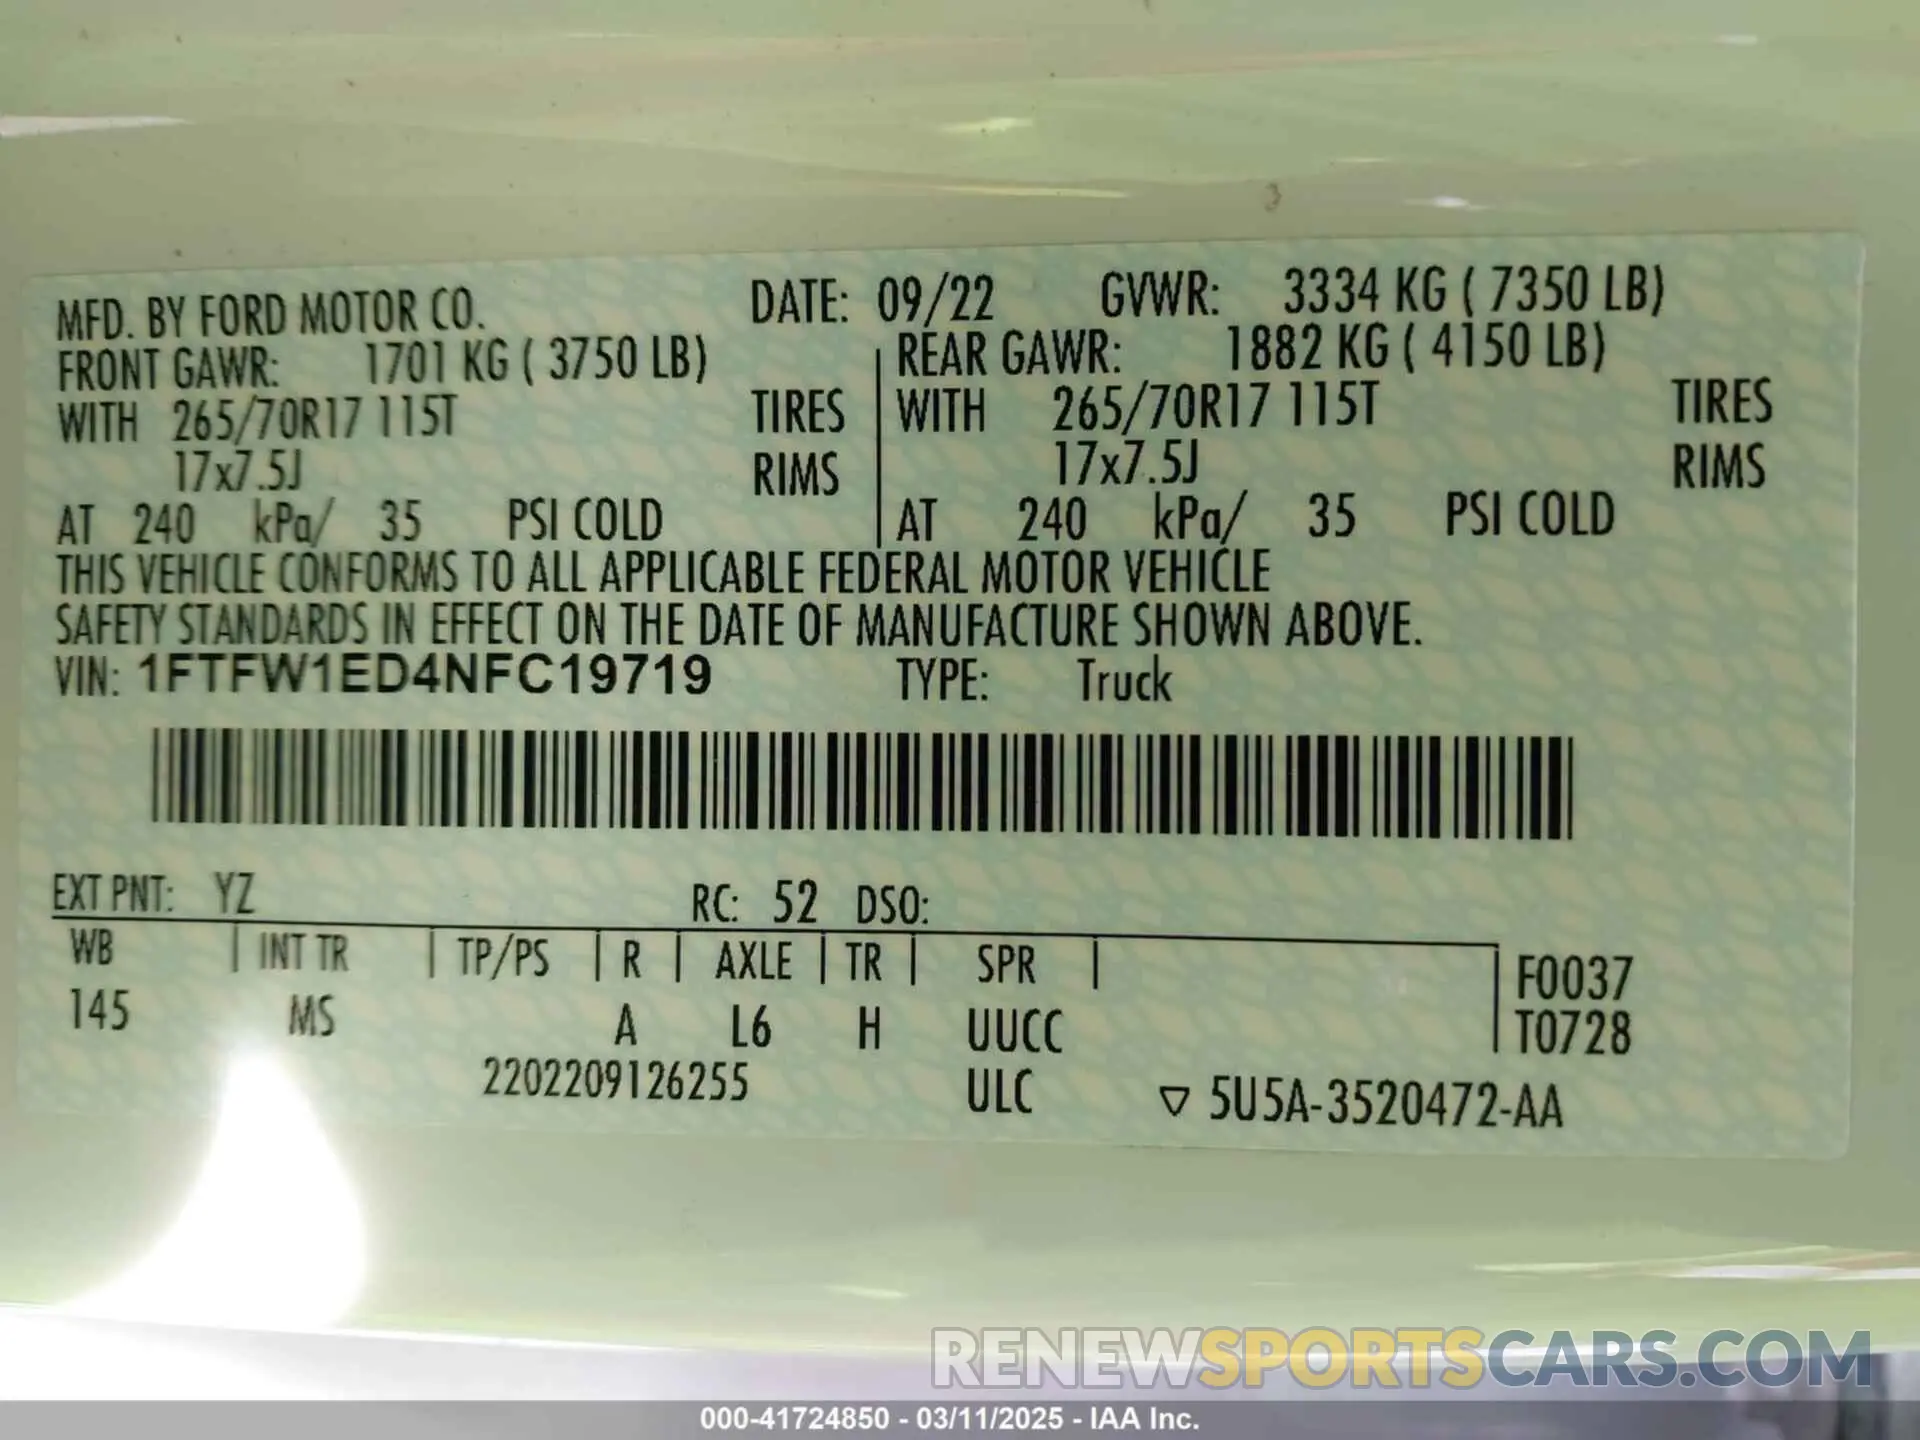 MFD. BY FORD MOTOR CO. DATE: 09/22 GVWR: 3334 KG ( 7350 LB)
FRONT GAWR: 1701 KG ( 3750 LB) REAR GAWR: 1882 KG ( 4150 LB)
WITH 265/70R17 115T TIRES WITH 265/70R17 115T TIRES
17x7.5J RIMS 17x7.5J RIMS
AT 240 kPa/ 35 PSI COLD AT 240 kPa/ 35 PSI COLD
THIS VEHICLE CONFORMS TO ALL APPLICABLE FEDERAL MOTOR VEHICLE
SAFETY STANDARDS IN EFFECT ON THE DATE OF MANUFACTURE SHOWN ABOVE.
VIN: 1FTFW1ED4NFC19719 TYPE: Truck
EXT PNT: YZ RC: 52 DSO:
WB INT TR TP/PS R AXLE TR SPR F0037
145 MS A L6 H UUCC T0728
2202209126255 ULC ▽ 5U5A-3520472-AA
RENEWSPORTSCARS.COM
000-41724850 - 03/11/2025 - IAA Inc.